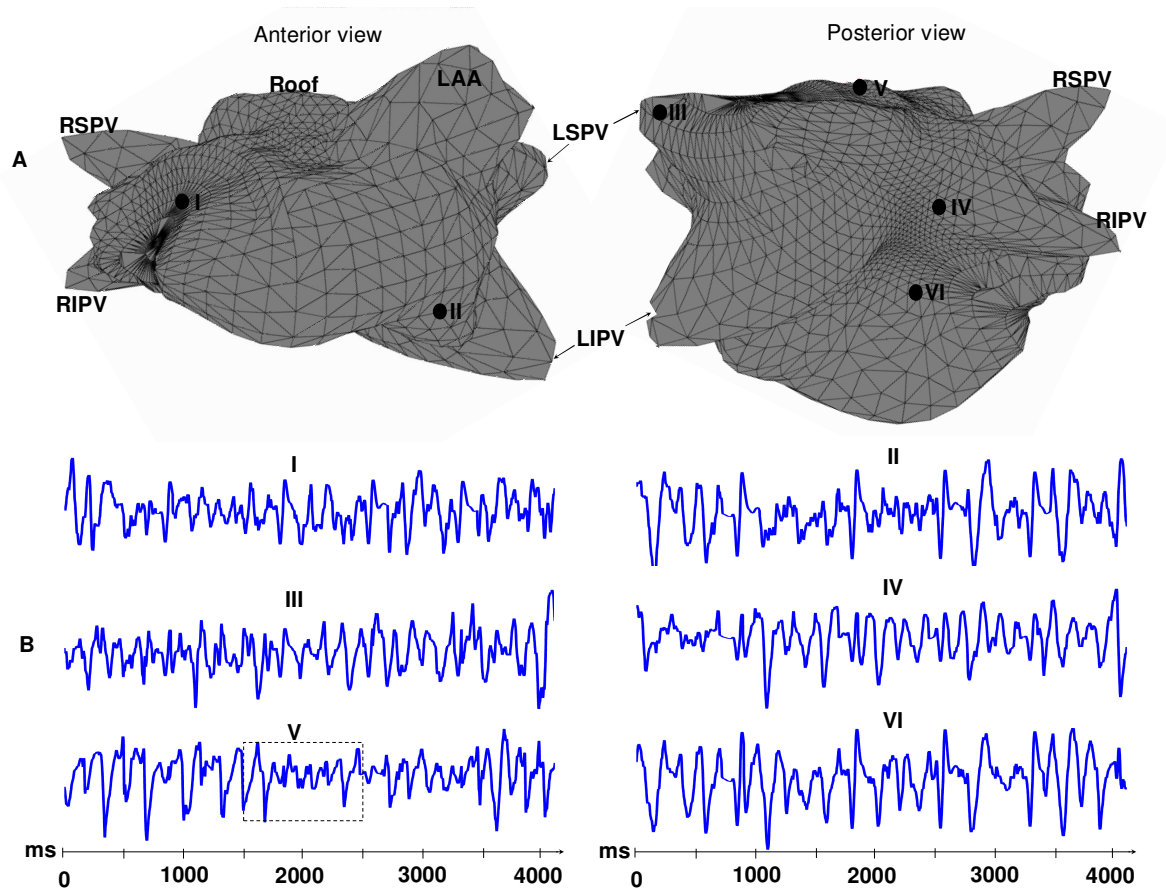 Anterior view
Posterior view
LAA
Roof
RSPV
RSPV
V
LSPV
III
A
I
IV
RIPV
RIPV
II
VI
LIPV
I
II
III
IV
B
V
VI
ms
0
1000
2000
3000
4000
ms
0
1000
2000
3000
4000